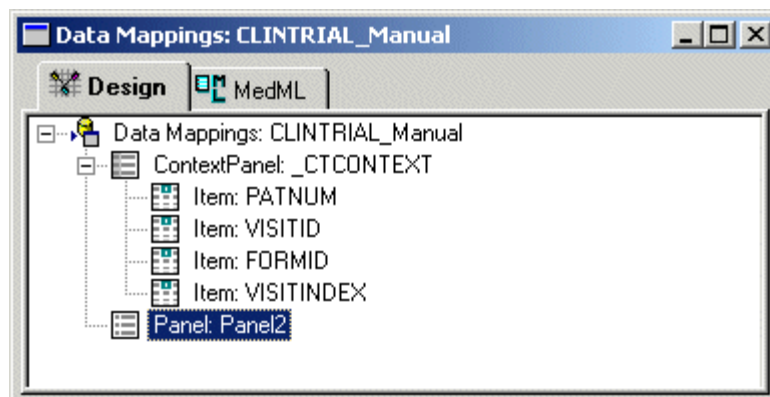 Data Mappings: CLINTRIAL_Manual
Design MedML
Data Mappings: CLINTRIAL_Manual
ContextPanel: _CTCONTEXT
Item: PATNUM
Item: VISITID
Item: FORMID
Item: VISITINDEX
Panel: Panel2